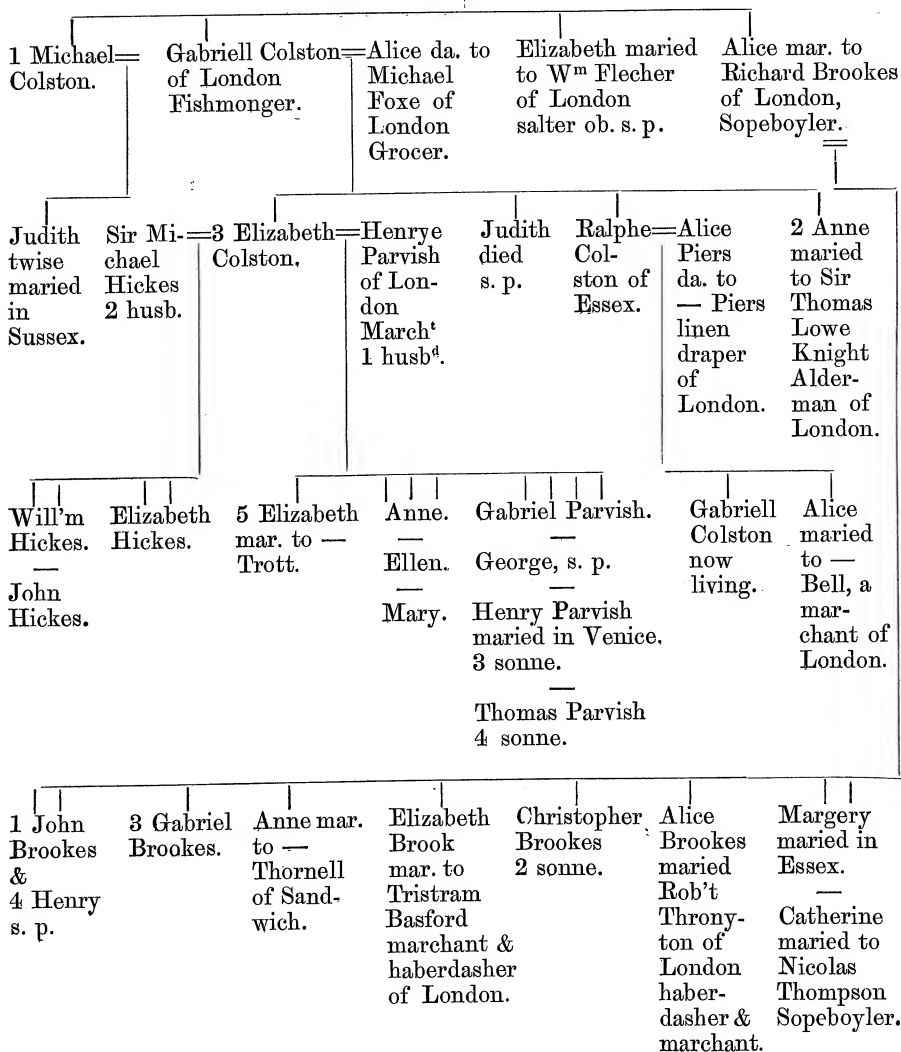 1 Michael=
Colston.
Gabriell Colston=
of London
Fishmonger.
Alice da. to
Michael
Foxe of
London
Grocer.
Elizabeth maried
to Wᵐ Flecher
of London
salter ob. s. p.
Alice mar. to
Richard Brookes
of London,
Sopeboyler.
=
Judith
twise
maried
in
Sussex.
Sir Mi-=
chael
Hickes
2 husb.
3 Elizabeth=
Colston.
Henrye
Parvish
of Lon-
don
Marchᵗ
1 husbᵈ.
Judith
died
s. p.
Ralphe=
Col-
ston of
Essex.
Alice
Piers
da. to
— Piers
linen
draper
of
London.
2 Anne
maried
to Sir
Thomas
Lowe
Knight
Alder-
man of
London.
Will'm
Hickes.
—
John
Hickes.
Elizabeth
Hickes.
5 Elizabeth
mar. to —
Trott.
Anne.
—
Ellen.
—
Mary.
Gabriel Parvish.
—
George, s. p.
—
Henry Parvish
maried in Venice.
3 sonne.
—
Thomas Parvish
4 sonne.
Gabriell
Colston
now
living.
Alice
maried
to —
Bell, a
mar-
chant of
London.
1 John
Brookes
&
4 Henry
s. p.
3 Gabriel
Brookes.
Anne mar.
to —
Thornell
of Sand-
wich.
Elizabeth
Brook
mar. to
Tristram
Basford
marchant &
haberdasher
of London.
Christopher
Brookes
2 sonne.
Alice
Brookes
maried
Rob't
Throny-
ton of
London
haber-
dasher &
marchant.
Margery
maried in
Essex.
—
Catherine
maried to
Nicolas
Thompson
Sopeboyler.